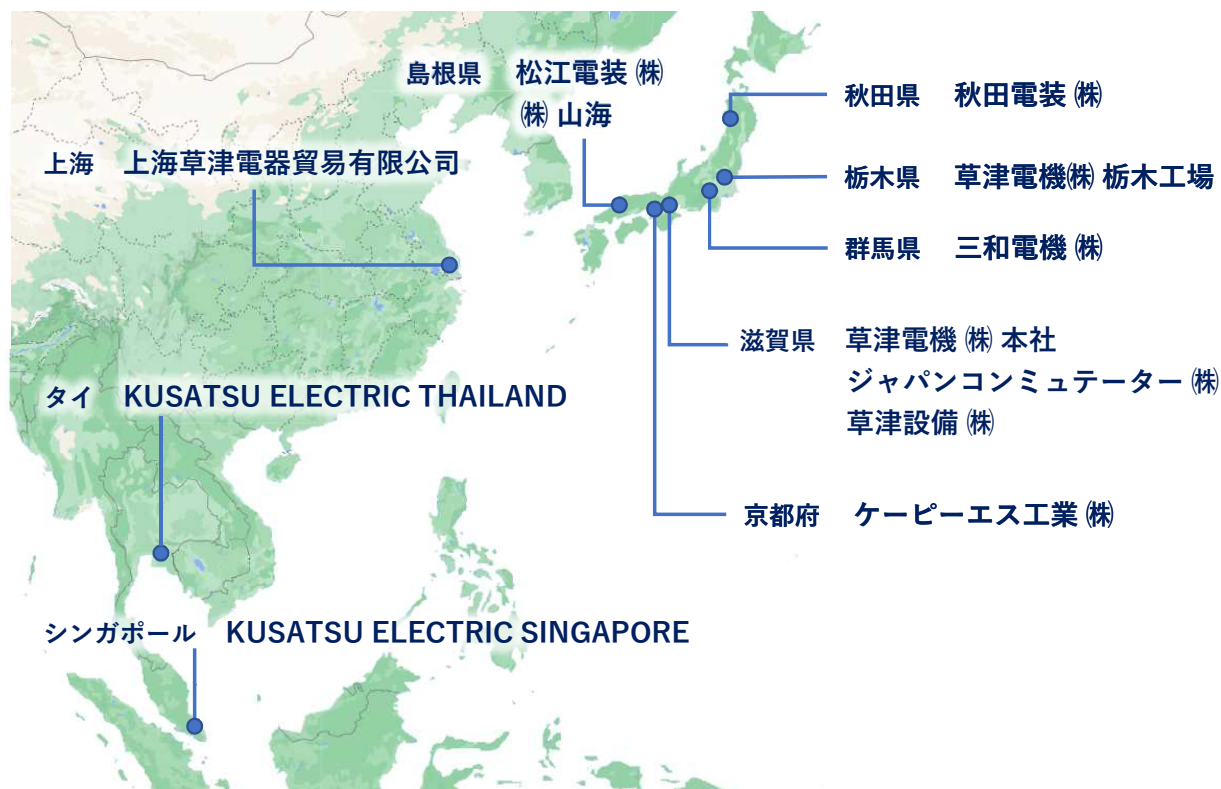 島根県 松江電装 ㈱
㈱ 山海
秋田県 秋田電装 ㈱
上海 上海草津電器貿易有限公司
栃木県 草津電機㈱ 栃木工場
群馬県 三和電機 ㈱
滋賀県 草津電機 ㈱ 本社
ジャパンコンミュテーター ㈱
草津設備 ㈱
タイ KUSATSU ELECTRIC THAILAND
京都府 ケーピーエス工業 ㈱
シンガポール KUSATSU ELECTRIC SINGAPORE